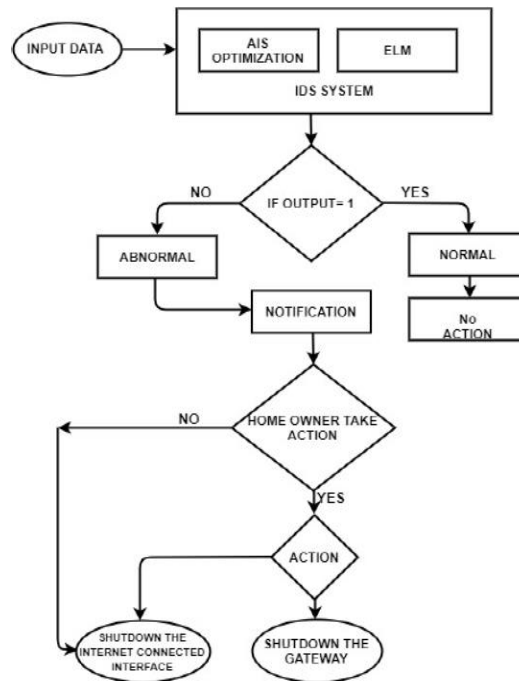 INPUT DATA
AIS
OPTIMIZATION
ELM
IDS SYSTEM
NO
IF OUTPUT= 1
YES
ABNORMAL
NORMAL
NOTIFICATION
No
ACTION
NO
HOME OWNER TAKE
ACTION
YES
ACTION
SHUTDOWN THE
INTERNET CONNECTED
INTERFACE
SHUTDOWN THE
GATEWAY